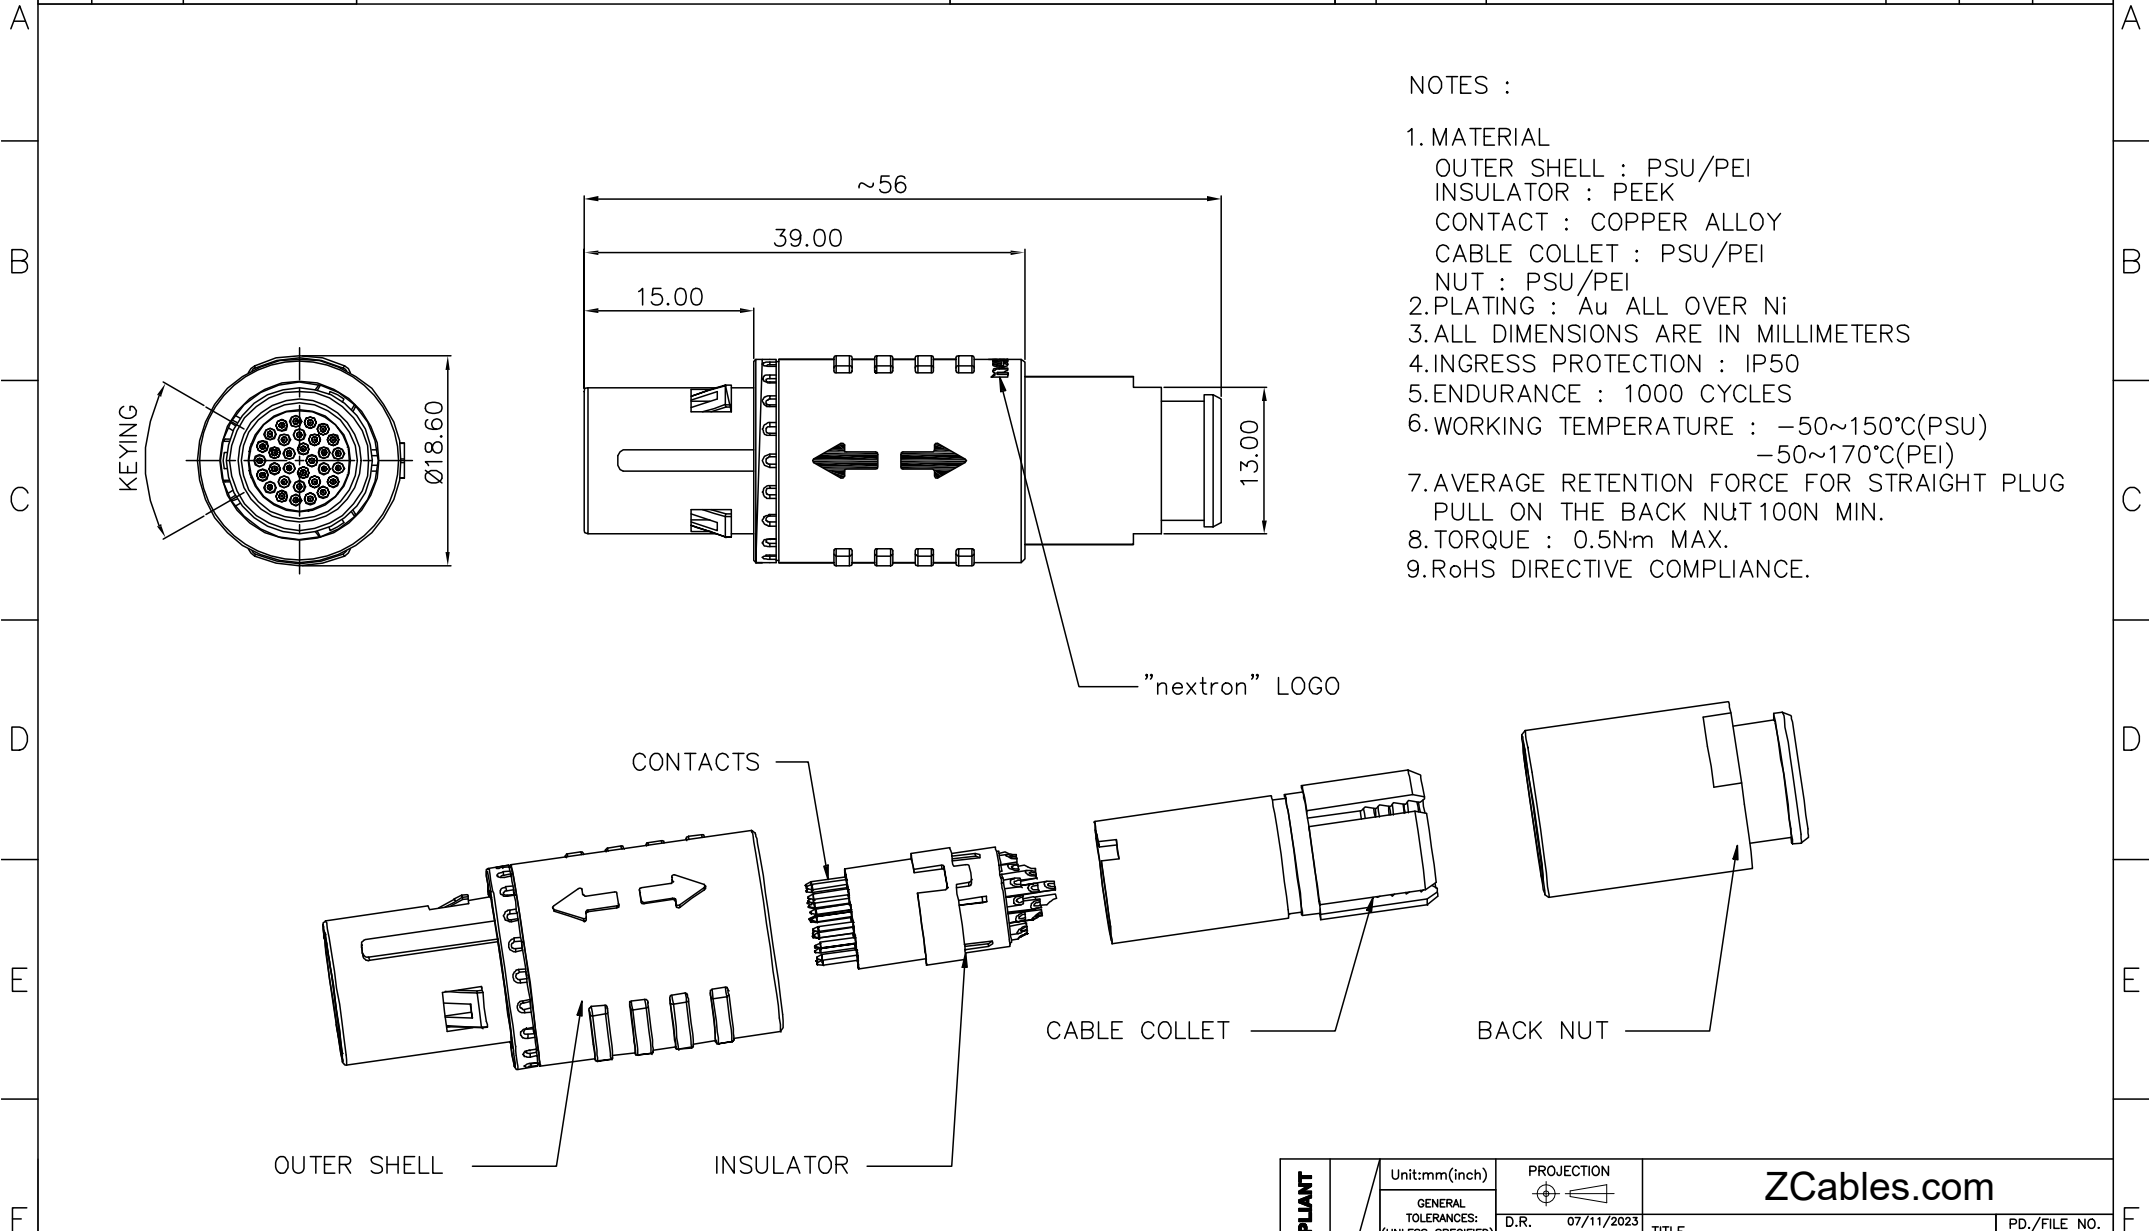 A
A
NOTES :
1. MATERIAL
OUTER SHELL : PSU/PEI
INSULATOR : PEEK
CONTACT : COPPER ALLOY
CABLE COLLET : PSU/PEI
NUT : PSU/PEI
2. PLATING : Au ALL OVER Ni
3. ALL DIMENSIONS ARE IN MILLIMETERS
4. INGRESS PROTECTION : IP50
5. ENDURANCE : 1000 CYCLES
6. WORKING TEMPERATURE : -50~150°C(PSU)
-50~170°C(PEI)
7. AVERAGE RETENTION FORCE FOR STRAIGHT PLUG
PULL ON THE BACK NUT: 100N MIN.
8. TORQUE : 0.5N·m MAX.
9. RoHS DIRECTIVE COMPLIANCE.
~56
39.00
15.00
B
B
KEYING
Ø18.60
13.00
C
C
"nextron" LOGO
D
D
CONTACTS
E
E
CABLE COLLET
BACK NUT
OUTER SHELL
INSULATOR
F
F
PLIANT
Unit:mm(inch)
GENERAL
TOLERANCES:
(UNLESS SPECIFIED)
PROJECTION
D.R. 07/11/2023
ZCables.com
TITLE
PD./FILE NO.